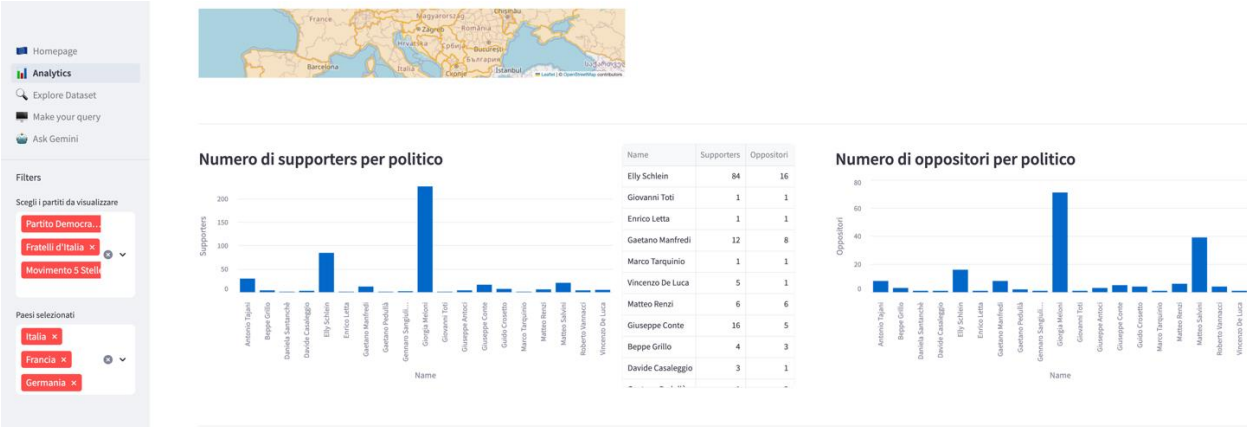 Homepage
Analytics
Explore Dataset
Make your query
Ask Gemini
Filters
Scegli i partiti da visualizzare
Partito Democra...
Fratelli d'Italia ×
Movimento 5 Stelle
Paesi selezionati
Italia ×
Francia ×
Germania ×
France
Magyarország
Chișinău
Zagreb
România
Hrvatska
Србија
București
България
Barcelona
Italia
Скопје
Istanbul
Leaflet | © OpenStreetMap contributors
Numero di supporters per politico
200
150
100
50
0
Supporters
Antonio Tajani
Beppe Grillo
Daniela Santanchè
Davide Casaleggio
Elly Schlein
Enrico Letta
Gaetano Manfredi
Gaetano Pedullà
Gennaro Sangiuli...
Giorgia Meloni
Giovanni Toti
Giuseppe Antoci
Giuseppe Conte
Guido Crosetto
Marco Tarquinio
Matteo Renzi
Matteo Salvini
Roberto Vannacci
Vincenzo De Luca
Name
Name Supporters Oppositori
Elly Schlein 84 16
Giovanni Toti 1 1
Enrico Letta 1 1
Gaetano Manfredi 12 8
Marco Tarquinio 1 1
Vincenzo De Luca 5 1
Matteo Renzi 6 6
Giuseppe Conte 16 5
Beppe Grillo 4 3
Davide Casaleggio 3 1
Numero di oppositori per politico
80
60
40
20
0
Oppositori
Antonio Tajani
Beppe Grillo
Daniela Santanchè
Davide Casaleggio
Elly Schlein
Enrico Letta
Gaetano Manfredi
Gaetano Pedullà
Gennaro Sangiuli...
Giorgia Meloni
Giovanni Toti
Giuseppe Antoci
Giuseppe Conte
Guido Crosetto
Marco Tarquinio
Matteo Renzi
Matteo Salvini
Roberto Vannacci
Vincenzo De Luca
Name